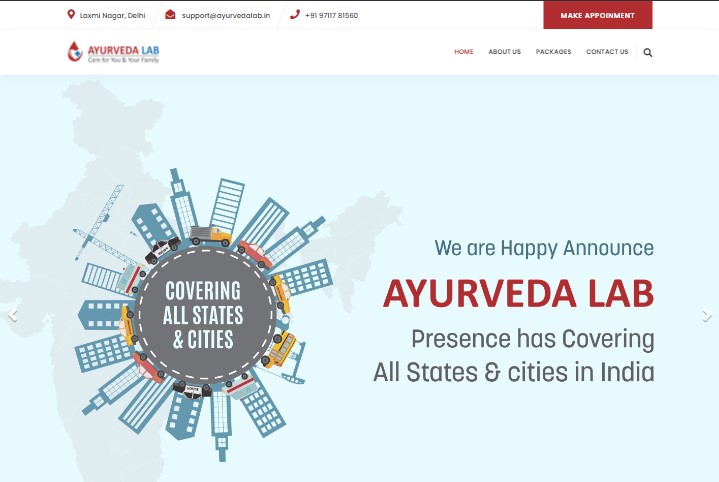 Laxmi Nagar, Delhi support@ayurvedalab.in +91 97117 81560 MAKE APPOINMENT
AYURVEDA LAB
Care for You & Your Family
HOME ABOUT US PACKAGES CONTACT US
We are Happy Announce
AYURVEDA LAB
Presence has Covering
All States & cities in India
COVERING
ALL STATES
& CITIES